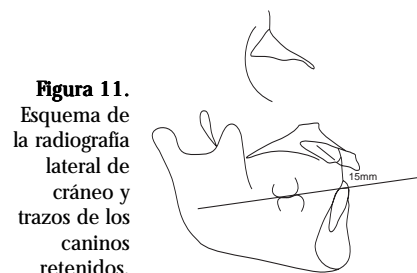 Figura 11.
Esquema de
la radiografía
lateral de
cráneo y
trazos de los
caninos
retenidos.
15mm